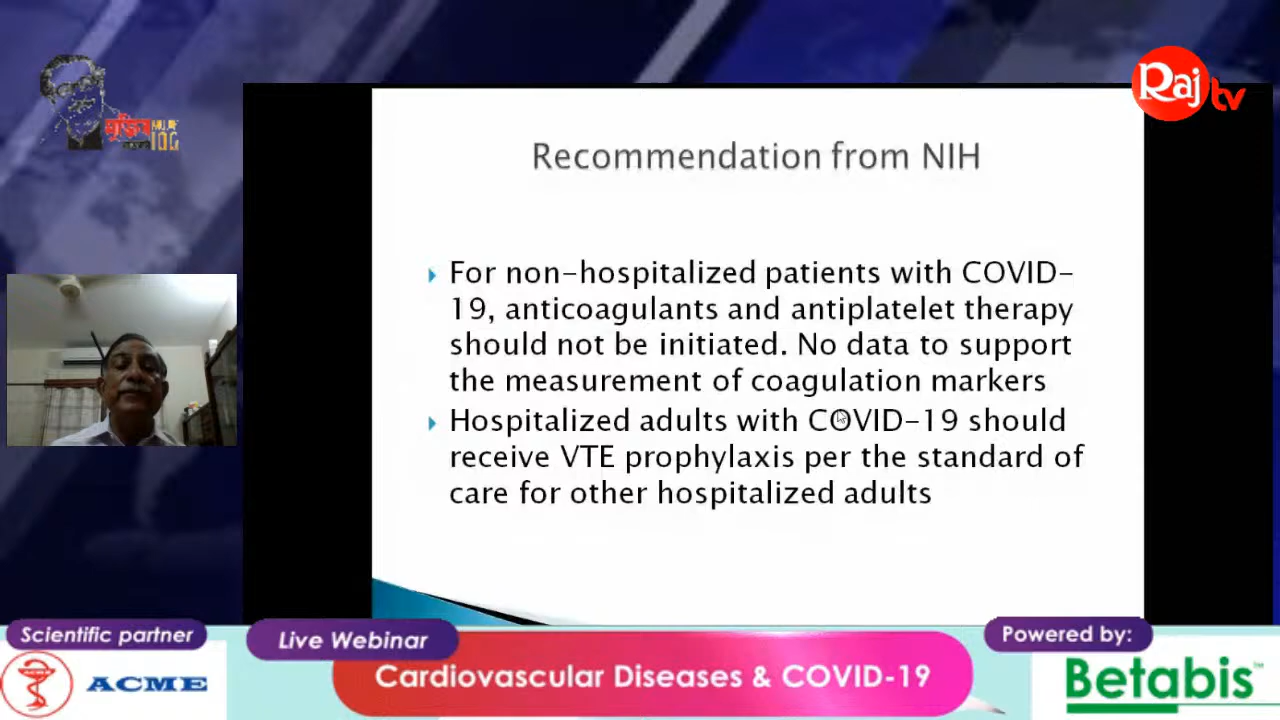 Raj tv
মুজিব
100
Recommendation from NIH
For non-hospitalized patients with COVID-
19, anticoagulants and antiplatelet therapy
should not be initiated. No data to support
the measurement of coagulation markers
Hospitalized adults with COVID-19 should
receive VTE prophylaxis per the standard of
care for other hospitalized adults
Scientific partner
ACME
Live Webinar
Cardiovascular Diseases & COVID-19
Powered by:
Betabis™